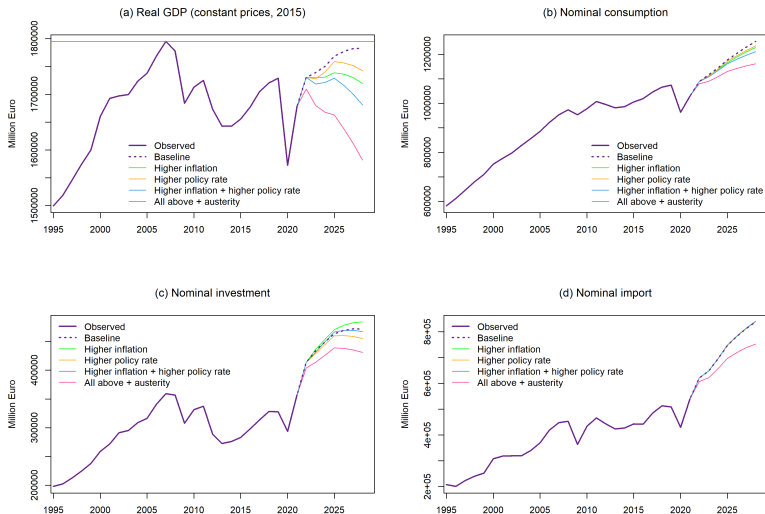 (a) Real GDP (constant prices, 2015)
Million Euro
1800000
1700000
1600000
1500000
Observed
Baseline
Higher inflation
Higher policy rate
Higher inflation + higher policy rate
All above + austerity
1995 2000 2005 2010 2015 2020 2025
(b) Nominal consumption
Million Euro
1200000
1000000
800000
600000
Observed
Baseline
Higher inflation
Higher policy rate
Higher inflation + higher policy rate
All above + austerity
1995 2000 2005 2010 2015 2020 2025
(c) Nominal investment
Million Euro
400000
300000
200000
Observed
Baseline
Higher inflation
Higher policy rate
Higher inflation + higher policy rate
All above + austerity
1995 2000 2005 2010 2015 2020 2025
(d) Nominal import
Million Euro
8e+05
6e+05
4e+05
2e+05
Observed
Baseline
Higher inflation
Higher policy rate
Higher inflation + higher policy rate
All above + austerity
1995 2000 2005 2010 2015 2020 2025